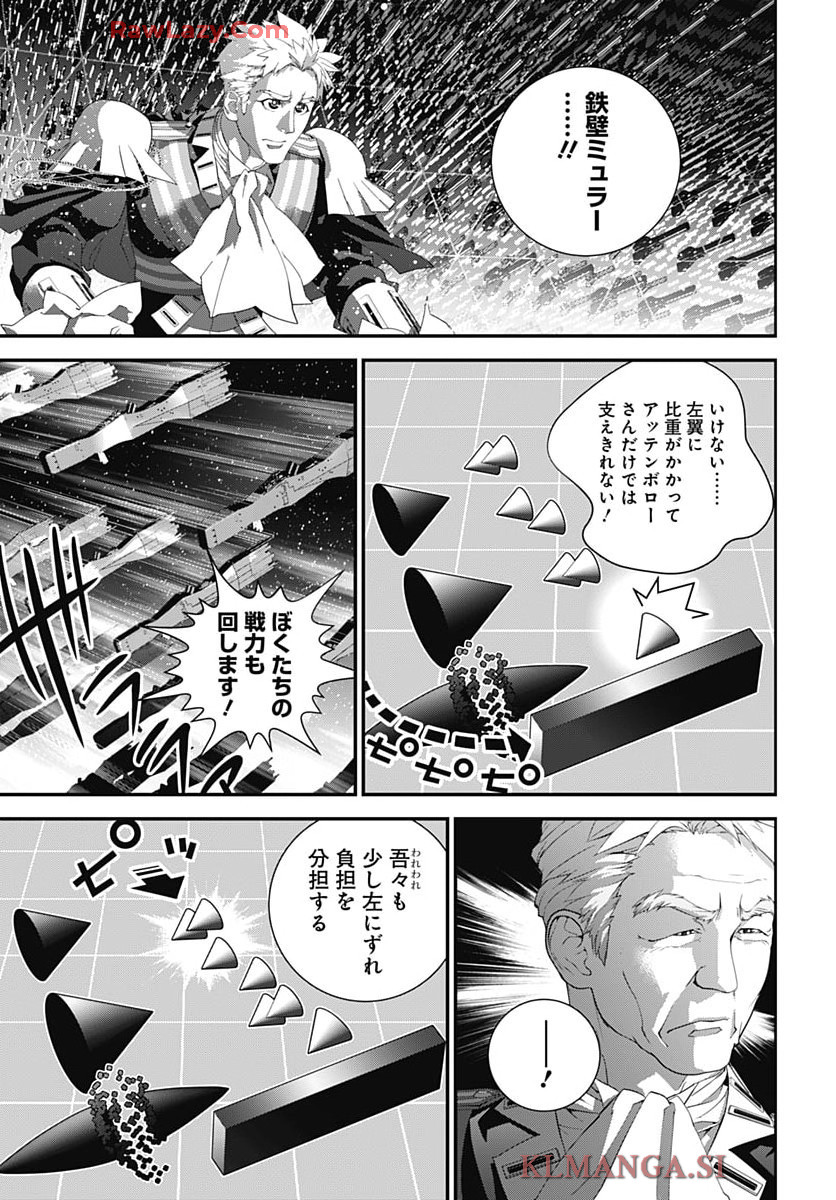 RawLazy.Com
鉄壁ミュラー
……!!
いけない……
左翼に
比重がかかって
アッテンボロー
さんだけでは
支えきれない！
ピピピピ
ぼくたちの
戦力も
回します！
――！
吾々も
われわれ
少し左にずれ
負担を
分担する
ピッ
KLMANGA.SI